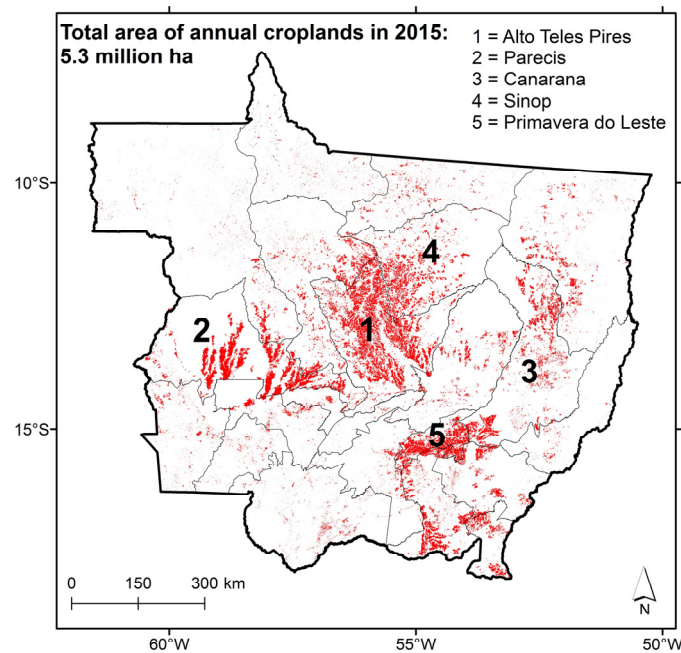 Total area of annual croplands in 2015:
5.3 million ha
1 = Alto Teles Pires
2 = Parecis
3 = Canarana
4 = Sinop
5 = Primavera do Leste
10°S
4
2
1
3
5
15°S
0 150 300 km
N
60°W 55°W 50°W